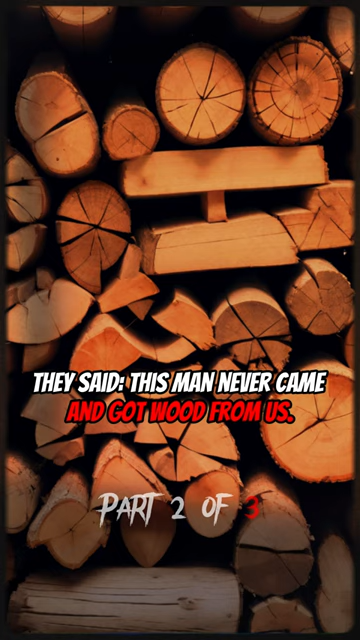 THEY SAID: THIS MAN NEVER CAME
AND GOT WOOD FROM US.
PART 2 OF 3